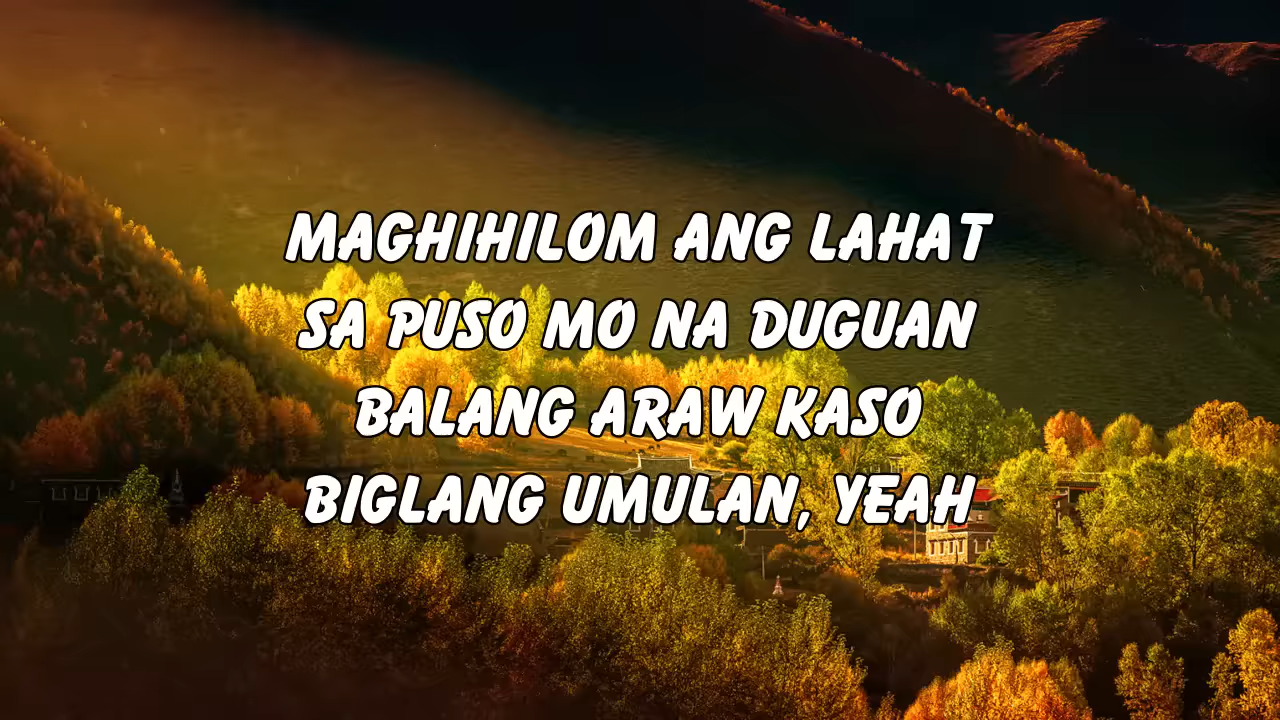 MAGHIHILOM ANG LAHAT
SA PUSO MO NA DUGUAN
BALANG ARAW KASO
BIGLANG UMULAN, YEAH